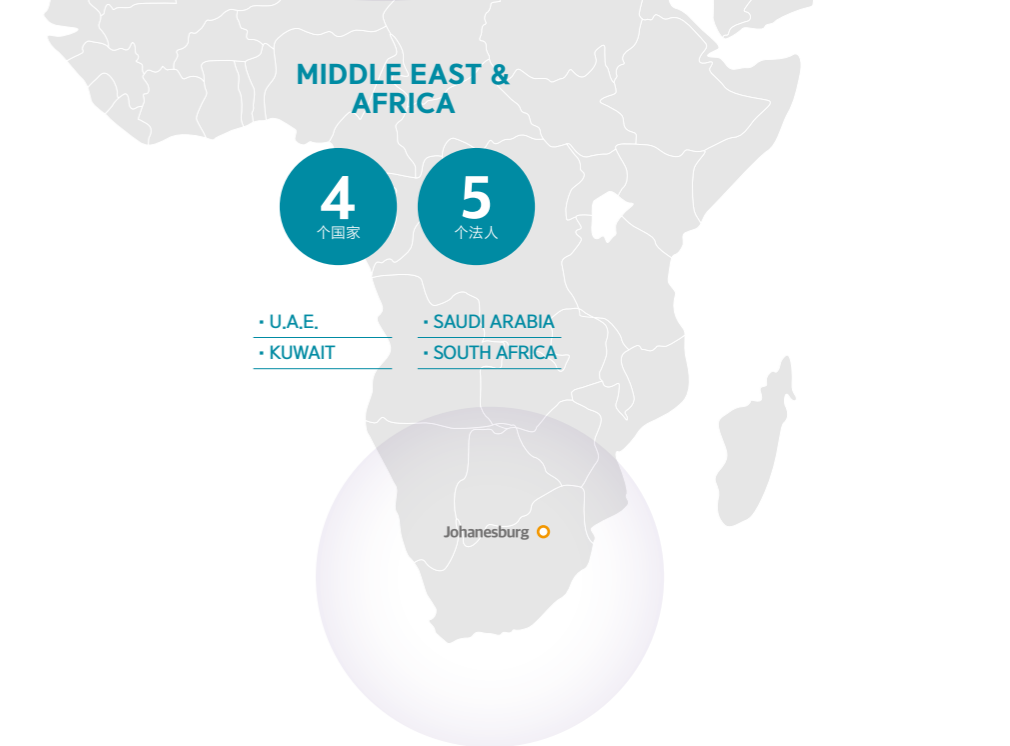 MIDDLE EAST &
AFRICA
4
个国家
5
个法人
· U.A.E.
· SAUDI ARABIA
· KUWAIT
· SOUTH AFRICA
Johanesburg